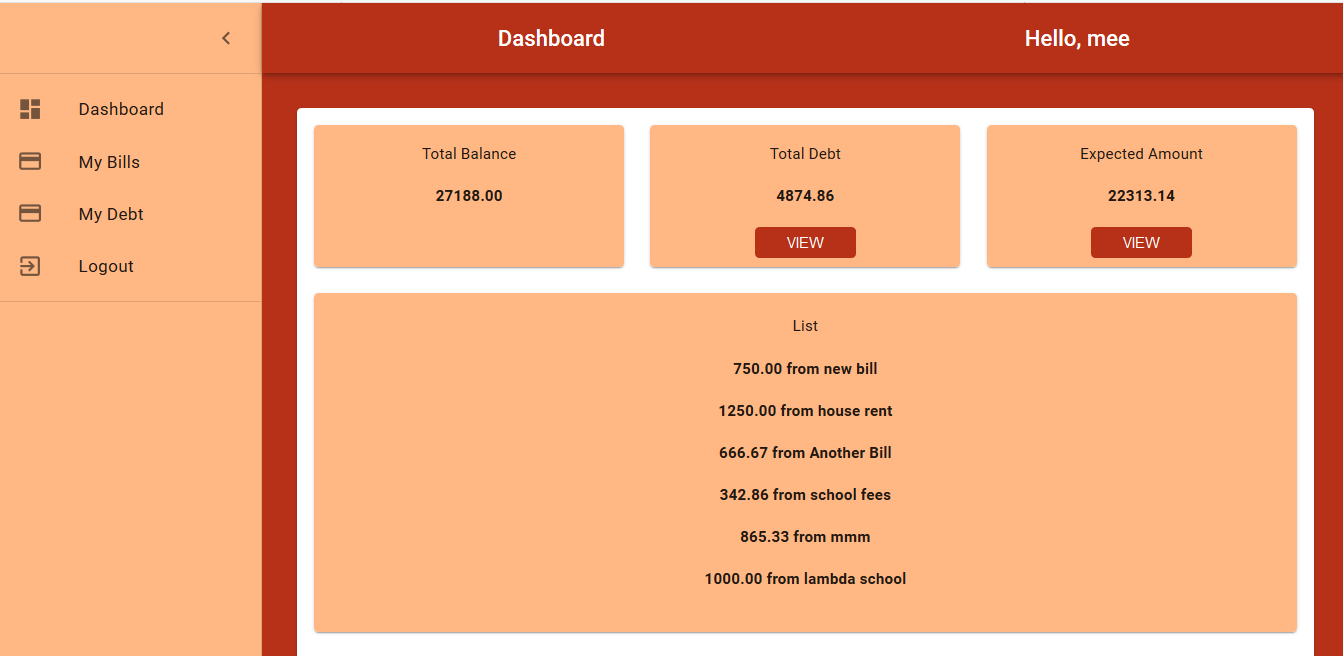 Dashboard
Hello, mee
Dashboard
My Bills
My Debt
Logout
Total Balance
27188.00
Total Debt
4874.86
VIEW
Expected Amount
22313.14
VIEW
List
750.00 from new bill
1250.00 from house rent
666.67 from Another Bill
342.86 from school fees
865.33 from mmm
1000.00 from lambda school